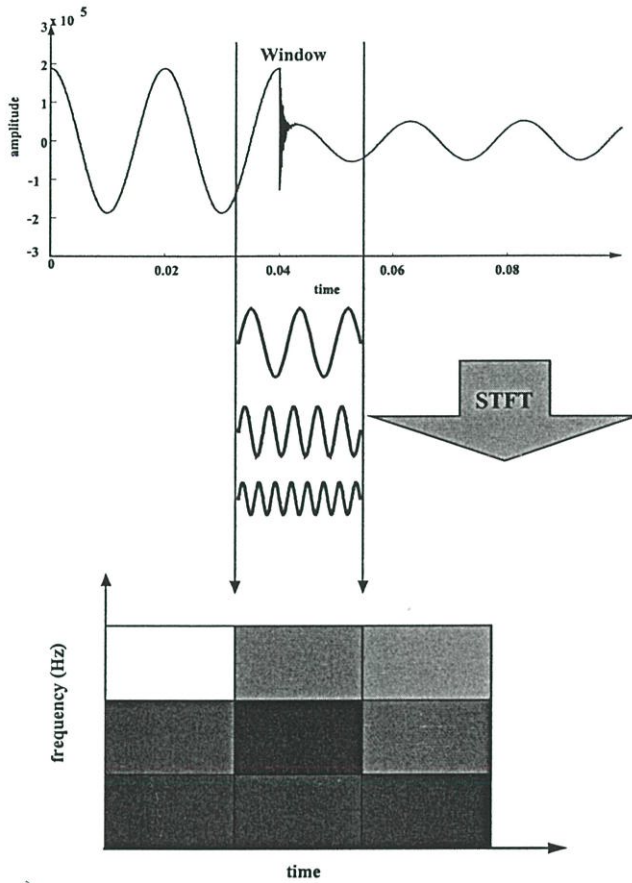 3 x 10 5
Window
2
1
amplitude
0
-1
-2
-3
0
0.02
0.04
0.06
0.08
time
STFT
frequency (Hz)
time